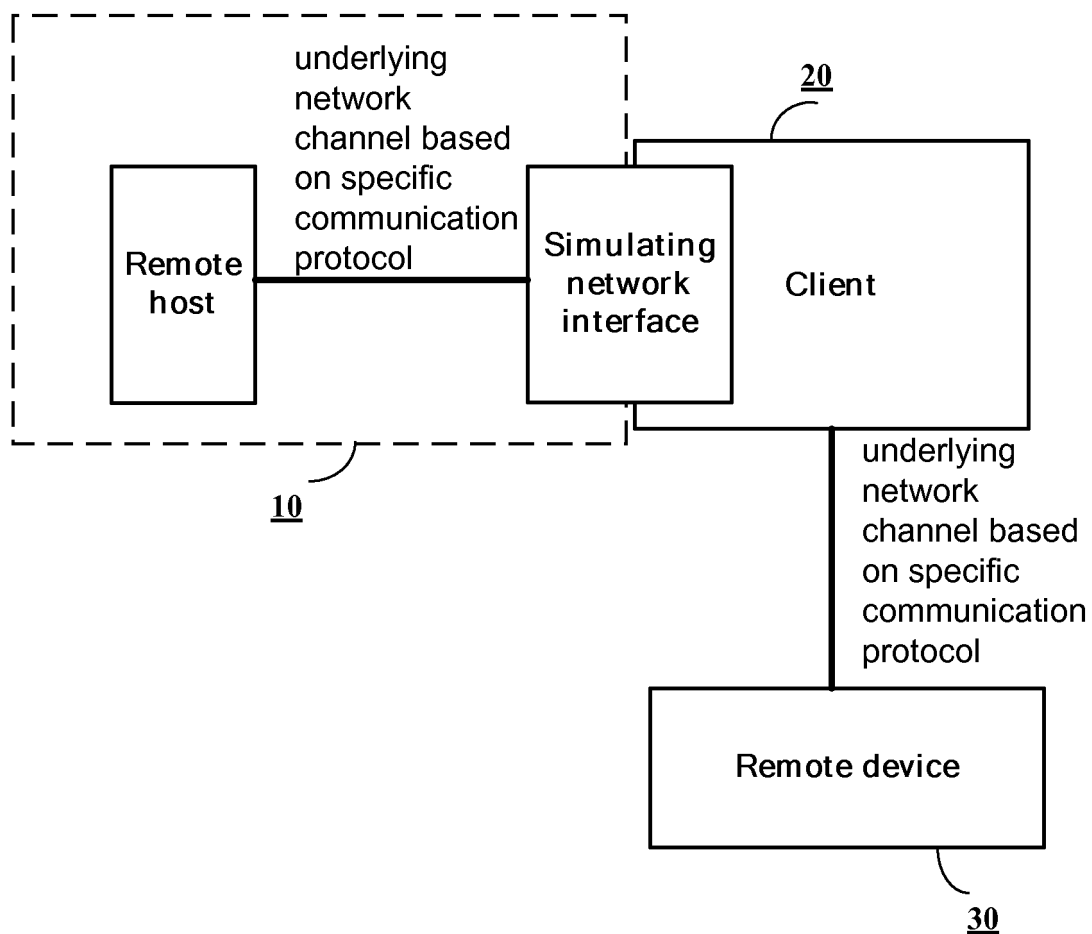 underlying
network
channel based
on specific
communication
protocol
20
Remote
host
Simulating
network
interface
Client
10
underlying
network
channel based
on specific
communication
protocol
Remote device
30